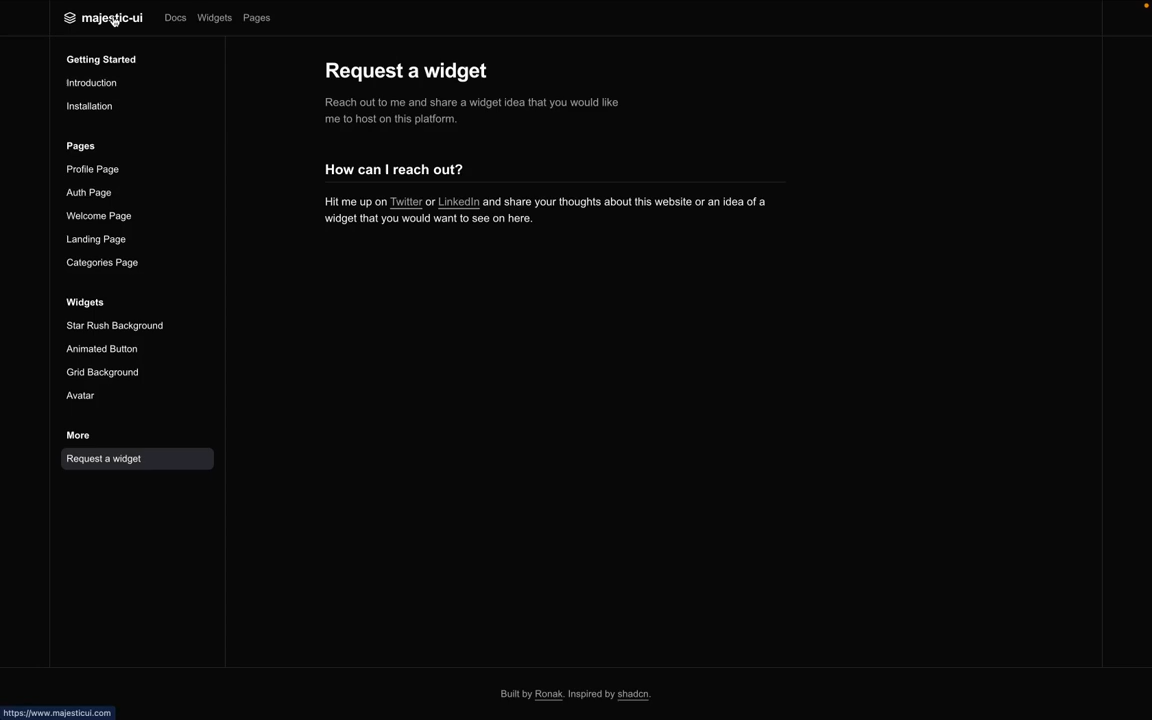 majestic-ui
Docs
Widgets
Pages
Getting Started
Introduction
Installation
Pages
Profile Page
Auth Page
Welcome Page
Landing Page
Categories Page
Widgets
Star Rush Background
Animated Button
Grid Background
Avatar
More
Request a widget
Request a widget
Reach out to me and share a widget idea that you would like
me to host on this platform.
How can I reach out?
Hit me up on Twitter or LinkedIn and share your thoughts about this website or an idea of a
widget that you would want to see on here.
Built by Ronak. Inspired by shadcn.
https://www.majesticui.com